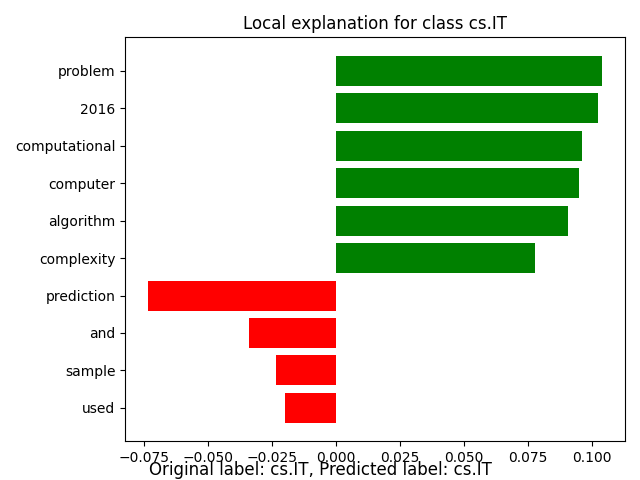 Local explanation for class cs.IT
problem
2016
computational
computer
algorithm
complexity
prediction
and
sample
used
−0.075 −0.050 −0.025 0.000 0.025 0.050 0.075 0.100
Original label: cs.IT, Predicted label: cs.IT